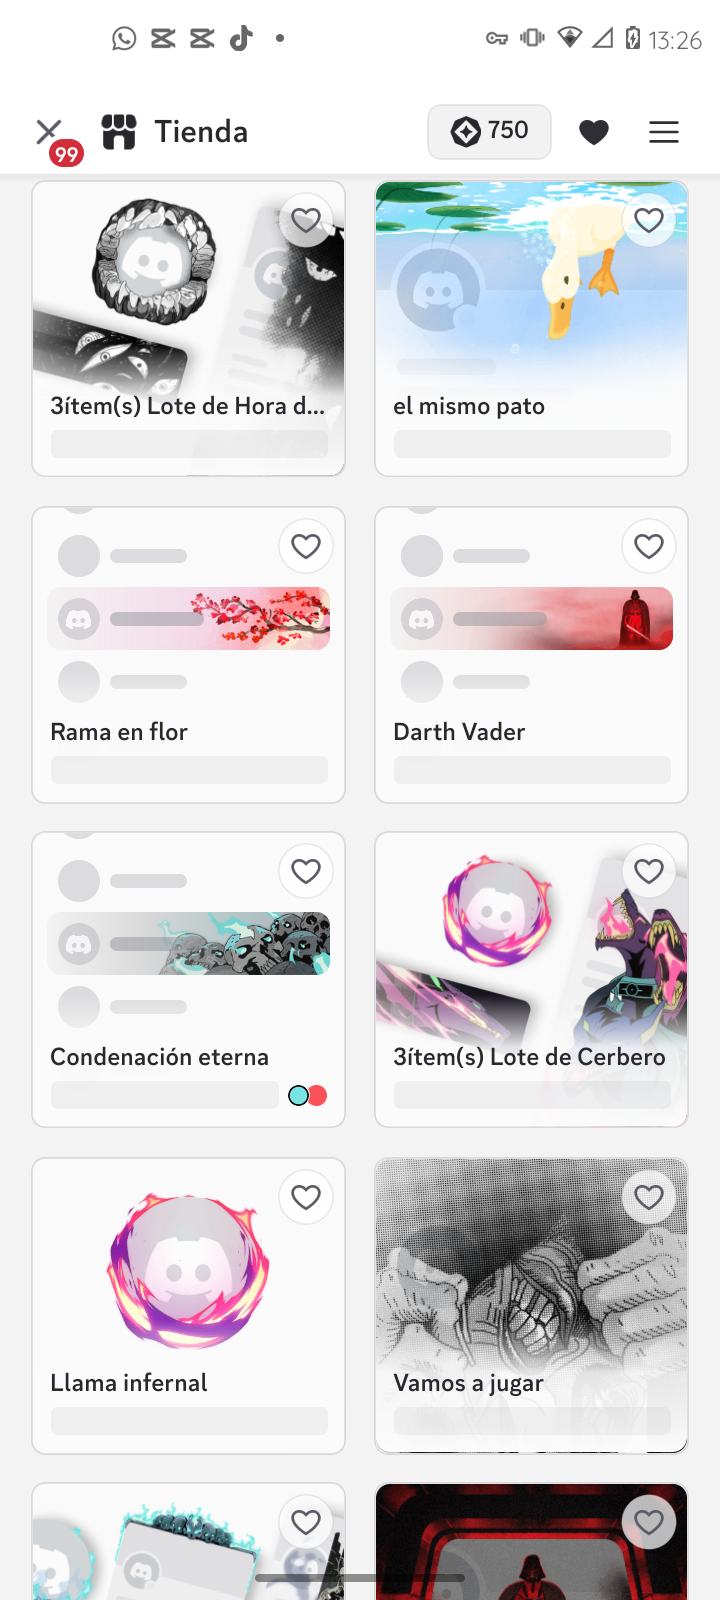 13:26
99
Tienda
750
3ítem(s) Lote de Hora d...
el mismo pato
Rama en flor
Darth Vader
Condenación eterna
3ítem(s) Lote de Cerbero
Llama infernal
Vamos a jugar